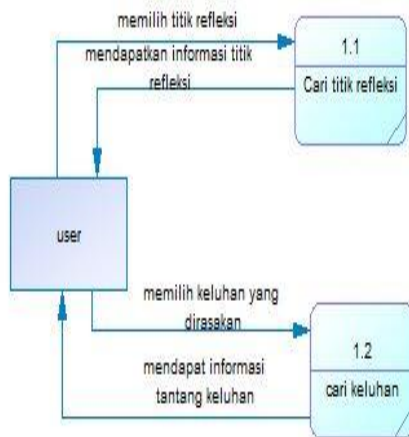 memilih titik refleksi
mendapatkan informasi titik
refleksi
1.1
Cari titik refleksi
user
memilih keluhan yang
dirasakan
1.2
cari keluhan
mendapat informasi
tantang keluhan